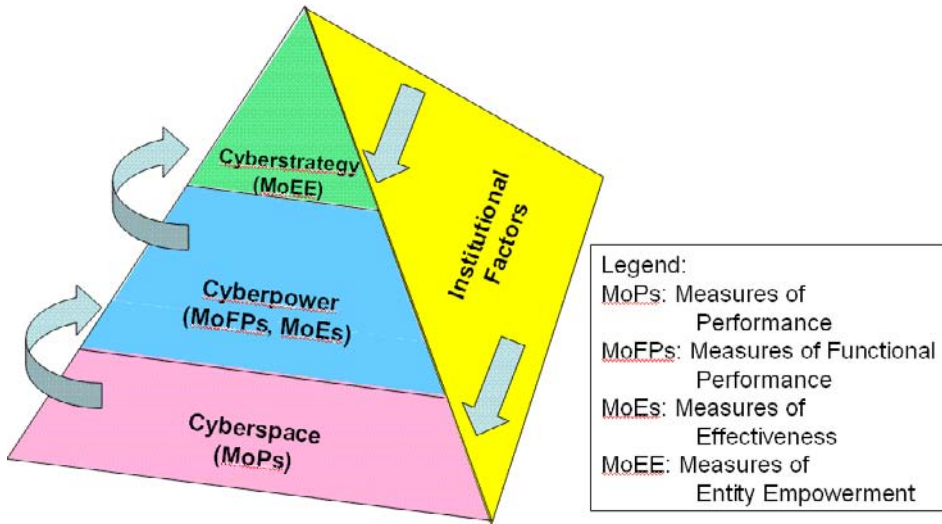 Cyberstrategy
(MoEE)
Institutional
Factors
Cyberpower
(MoFPs, MoEs)
Cyberspace
(MoPs)
Legend:
MoPs: Measures of
Performance
MoFPs: Measures of Functional
Performance
MoEs: Measures of
Effectiveness
MoEE: Measures of
Entity Empowerment